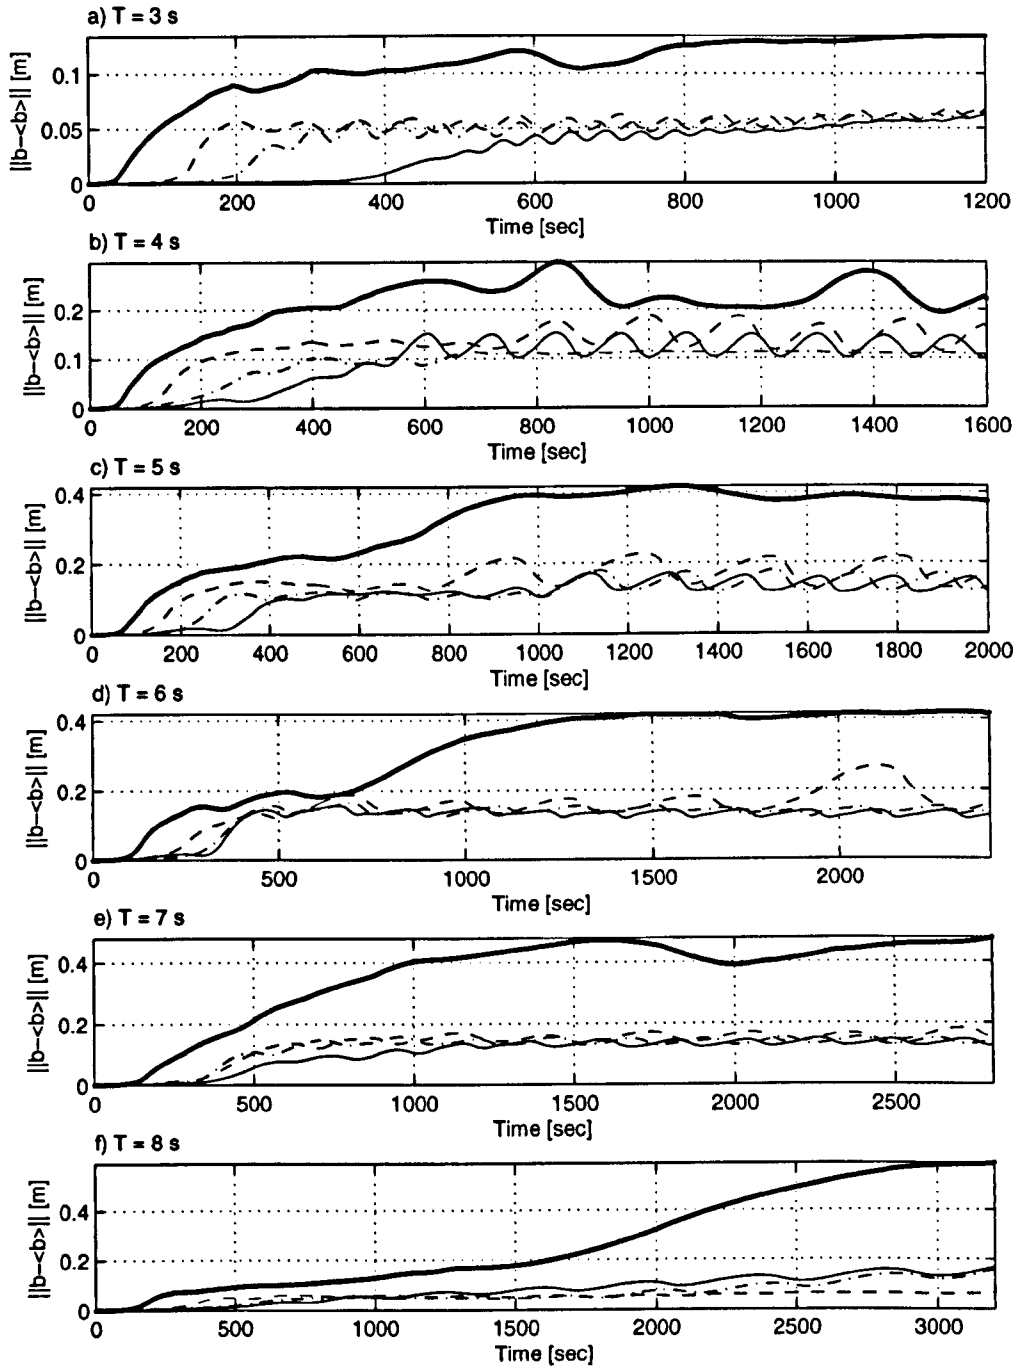 a) T = 3 s
||b-<b>|| [m]
0.1
0.05
0
0 200 400 600 800 1000 1200
Time [sec]
b) T = 4 s
||b-<b>|| [m]
0.2
0.1
0
0 200 400 600 800 1000 1200 1400 1600
Time [sec]
c) T = 5 s
||b-<b>|| [m]
0.4
0.2
0
0 200 400 600 800 1000 1200 1400 1600 1800 2000
Time [sec]
d) T = 6 s
||b-<b>|| [m]
0.4
0.2
0
0 500 1000 1500 2000
Time [sec]
e) T = 7 s
||b-<b>|| [m]
0.4
0.2
0
0 500 1000 1500 2000 2500
Time [sec]
f) T = 8 s
||b-<b>|| [m]
0.4
0.2
0
0 500 1000 1500 2000 2500 3000
Time [sec]